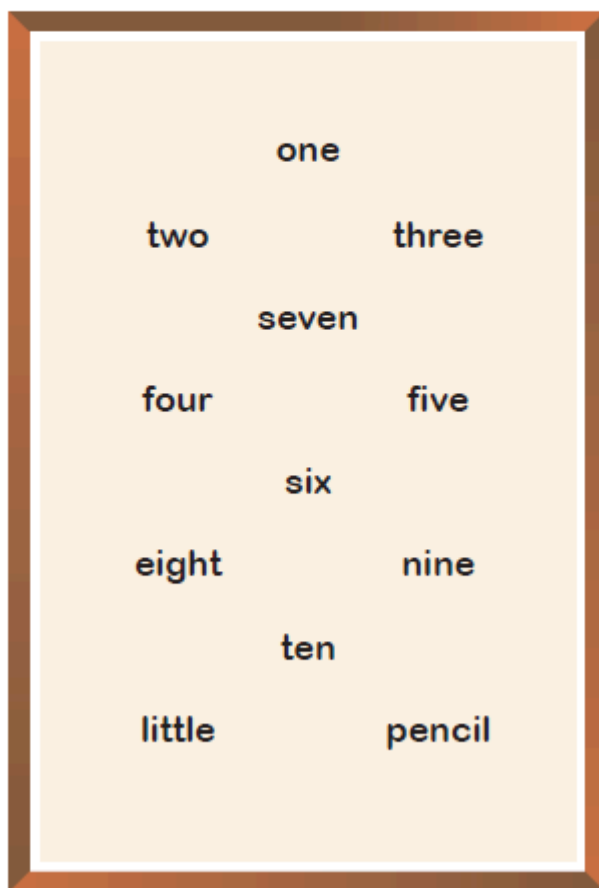 one
two three
seven
four five
six
eight nine
ten
little pencil